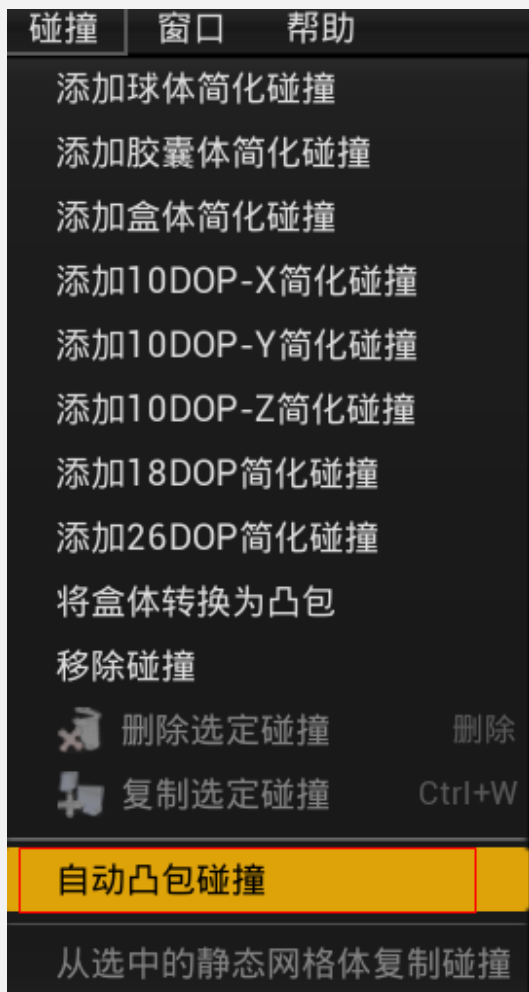 碰撞 窗口 帮助
添加球体简化碰撞
添加胶囊体简化碰撞
添加盒体简化碰撞
添加10DOP-X简化碰撞
添加10DOP-Y简化碰撞
添加10DOP-Z简化碰撞
添加18DOP简化碰撞
添加26DOP简化碰撞
将盒体转换为凸包
移除碰撞
删除选定碰撞 删除
复制选定碰撞 Ctrl+W
自动凸包碰撞
从选中的静态网格体复制碰撞